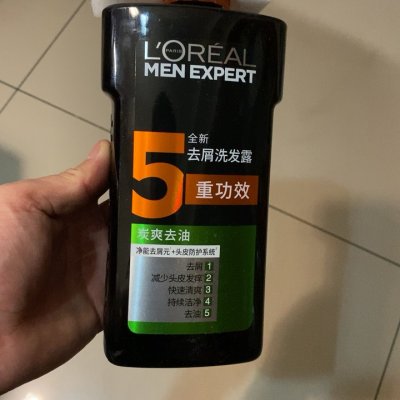 L'ORÉAL
PARIS
MEN EXPERT
5
全新
去屑洗发露
重功效
炭爽去油
净能去屑元+头皮防护系统
去屑 1
减少头皮发痒 2
快速清爽 3
持续洁净 4
去油 5